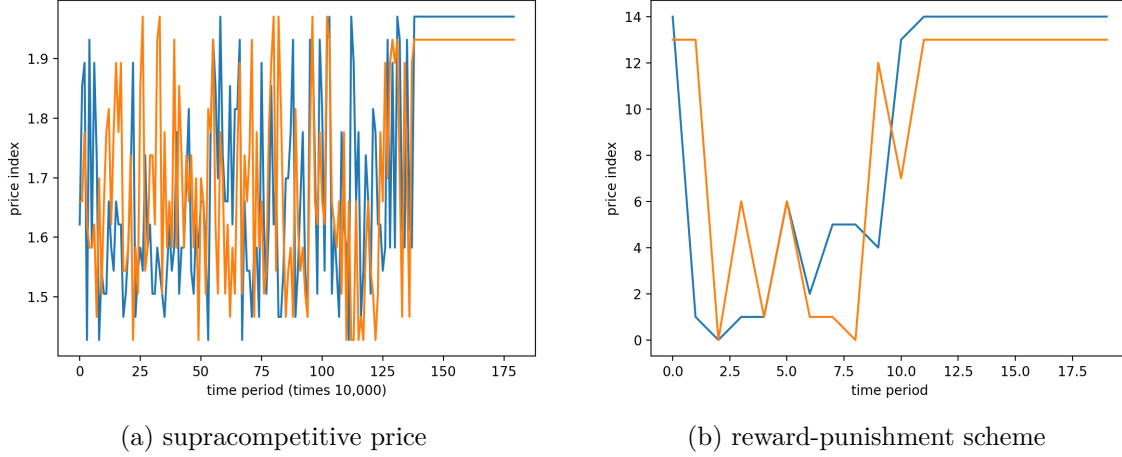 1.9
1.8
1.7
1.6
1.5
price index
0 25 50 75 100 125 150 175
time period (times 10,000)
(a) supracompetitive price
14
12
10
8
6
4
2
0
price index
0.0 2.5 5.0 7.5 10.0 12.5 15.0 17.5
time period
(b) reward-punishment scheme